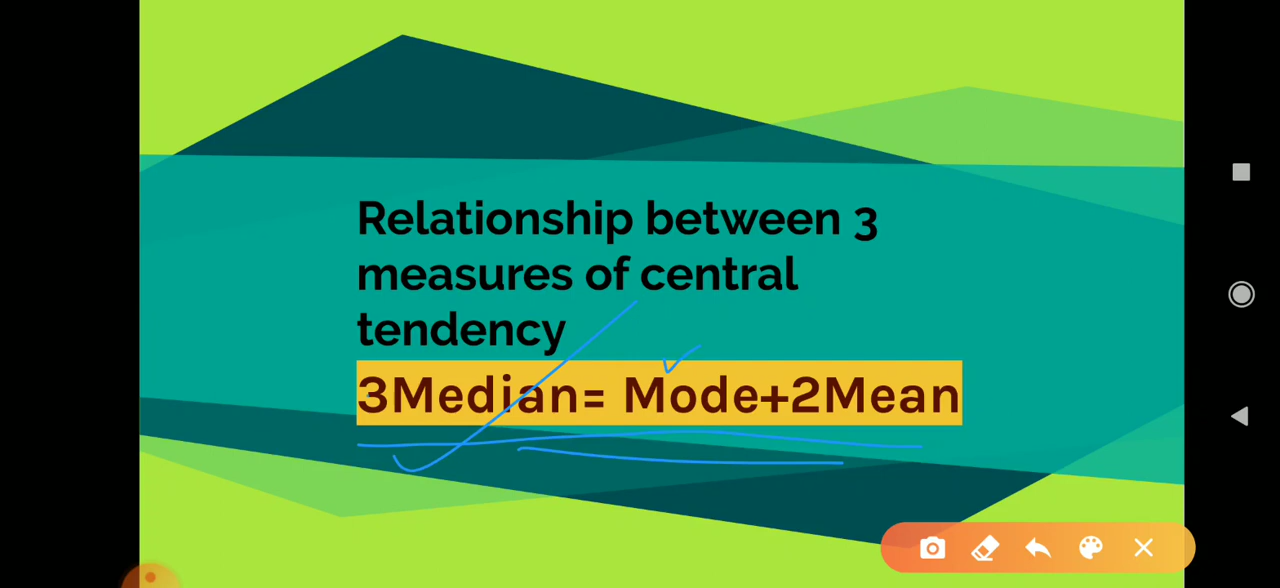 Relationship between 3
measures of central
tendency
3Median= Mode+2Mean